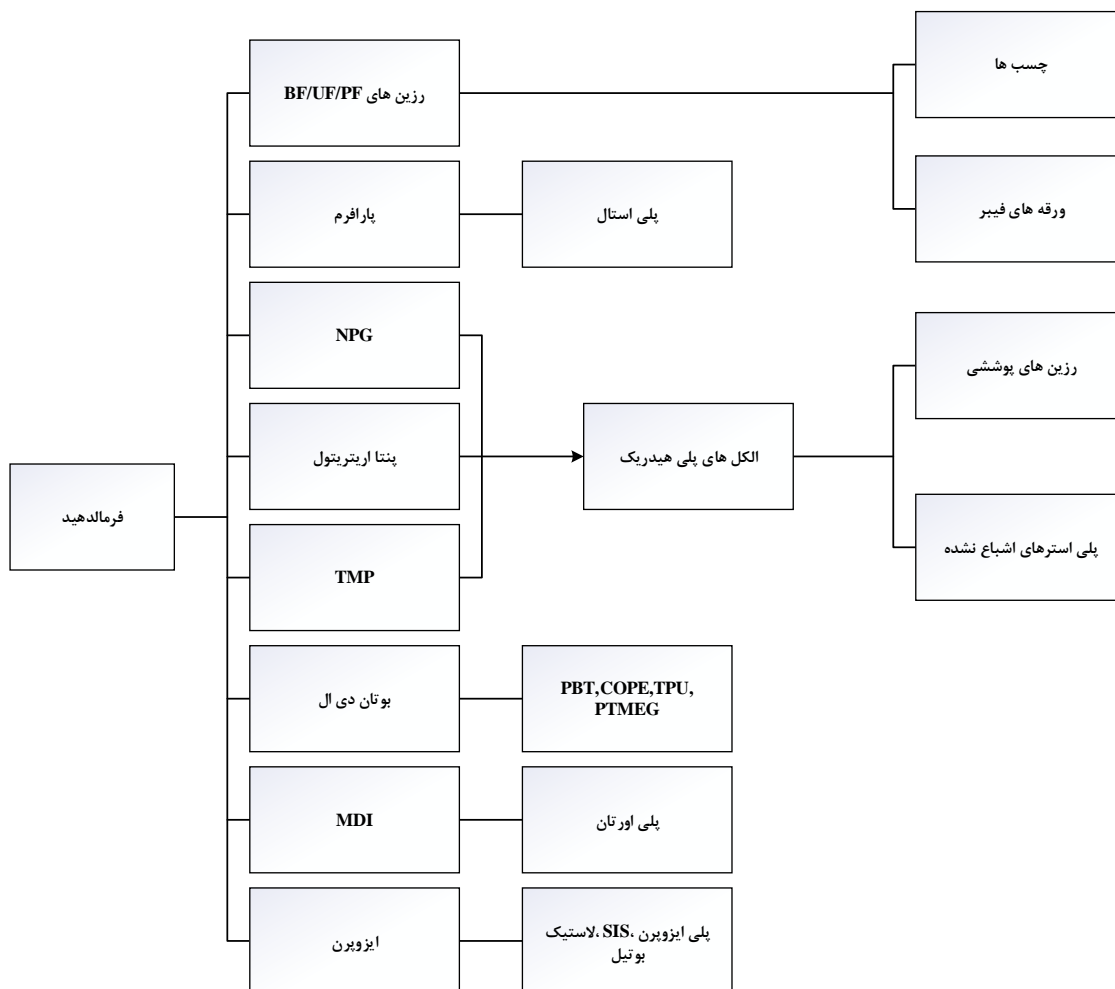 چسب ها
رزین های BF/UF/PF
ورقه های فیبر
پارافرم
پلی استال
NPG
رزین های پوششی
پنتا اریتریتول
الکل های پلی هیدریک
فرمالدهید
پلی استرهای اشباع نشده
TMP
بوتان دی ال
PBT,COPE,TPU,
PTMEG
MDI
پلی اورتان
ایزوپرن
پلی ایزوپرن ،SIS ،لاستیک
بوتیل